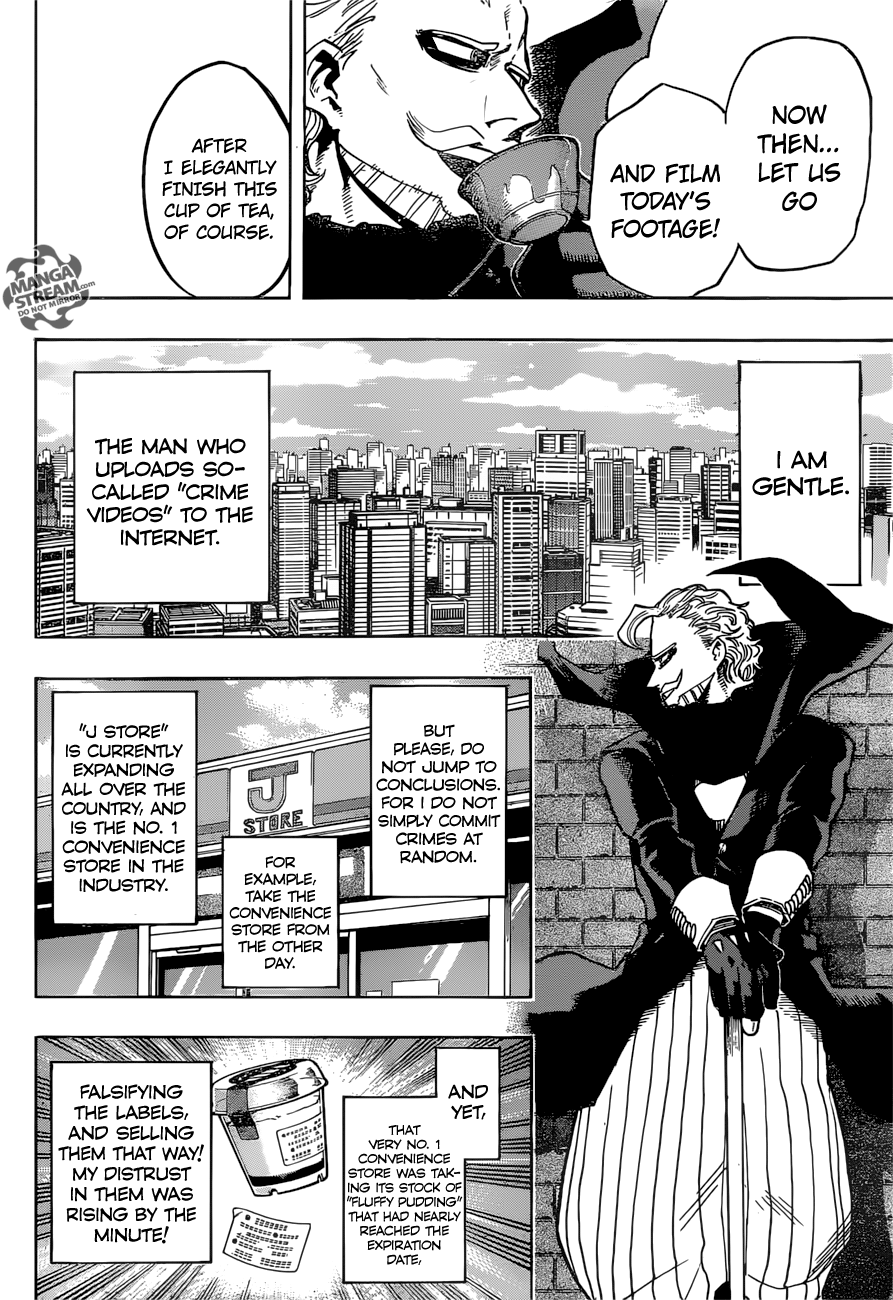 NOW
THEN...
LET US
GO
AND FILM
TODAY'S
FOOTAGE!
AFTER
I ELEGANTLY
FINISH THIS
CUP OF TEA,
OF COURSE.
MANGA
STREAM.com
DO NOT MIRROR
I AM
GENTLE.
THE MAN WHO
UPLOADS SO-
CALLED "CRIME
VIDEOS" TO THE
INTERNET.
BUT
PLEASE, DO
NOT JUMP TO
CONCLUSIONS.
FOR I DO NOT
SIMPLY COMMIT
CRIMES AT
RANDOM.
FOR
EXAMPLE,
TAKE THE
CONVENIENCE
STORE FROM
THE OTHER
DAY.
J
STORE
"J STORE"
IS CURRENTLY
EXPANDING
ALL OVER THE
COUNTRY, AND
IS THE NO. 1
CONVENIENCE
STORE IN THE
INDUSTRY.
AND
YET,
THAT
VERY NO. 1
CONVENIENCE
STORE WAS TAK-
ING ITS STOCK OF
"FLUFFY PUDDING"
THAT HAD NEARLY
REACHED THE
EXPIRATION
DATE,
FALSIFYING
THE LABELS,
AND SELLING
THEM THAT WAY!
MY DISTRUST
IN THEM WAS
RISING BY THE
MINUTE!